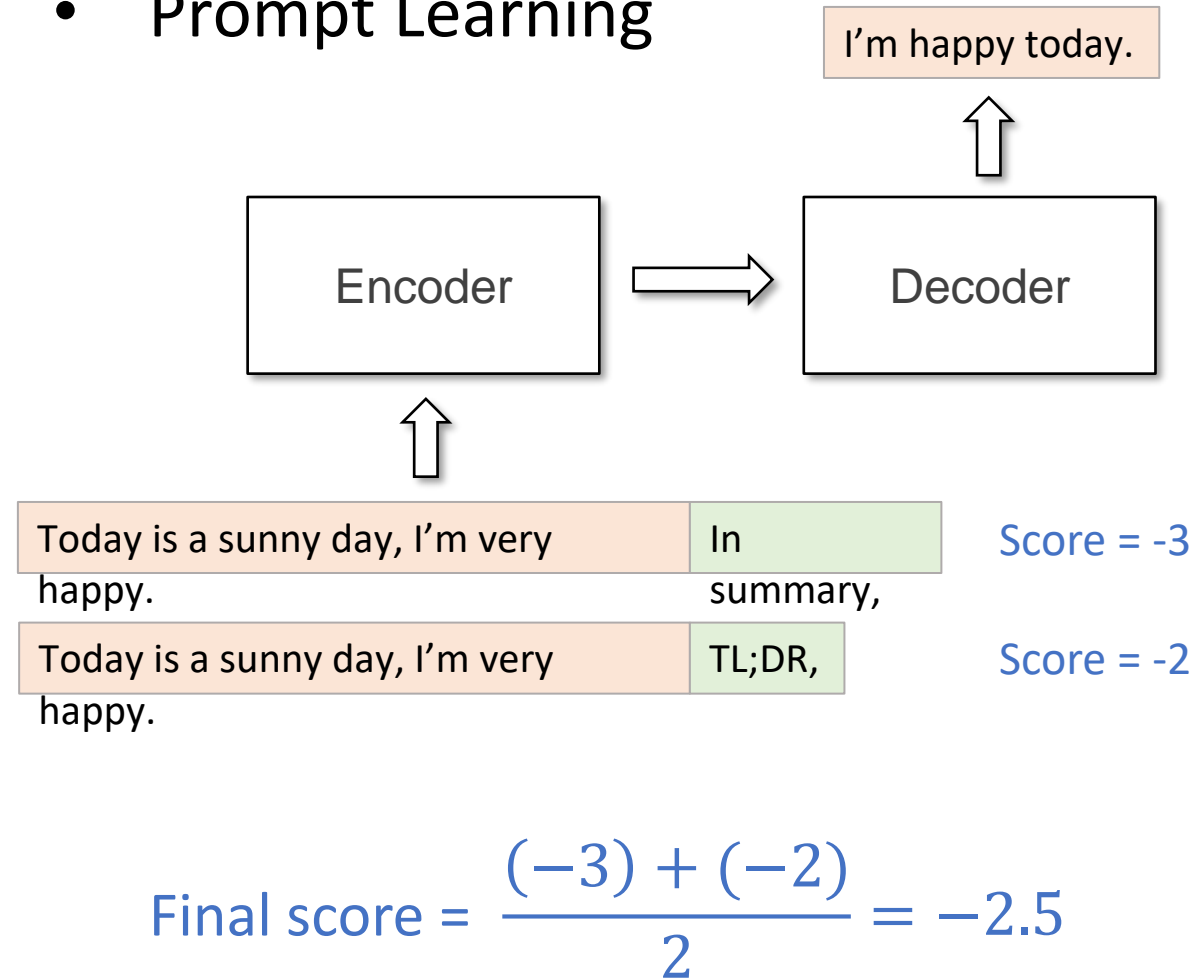 • Prompt Learning
I’m happy today.
Encoder
Decoder
Today is a sunny day, I’m very
happy.
In
summary,
Score = -3
Today is a sunny day, I’m very
happy.
TL;DR,
Score = -2
Final score = \frac{(−3) + (−2)}{2} = −2.5